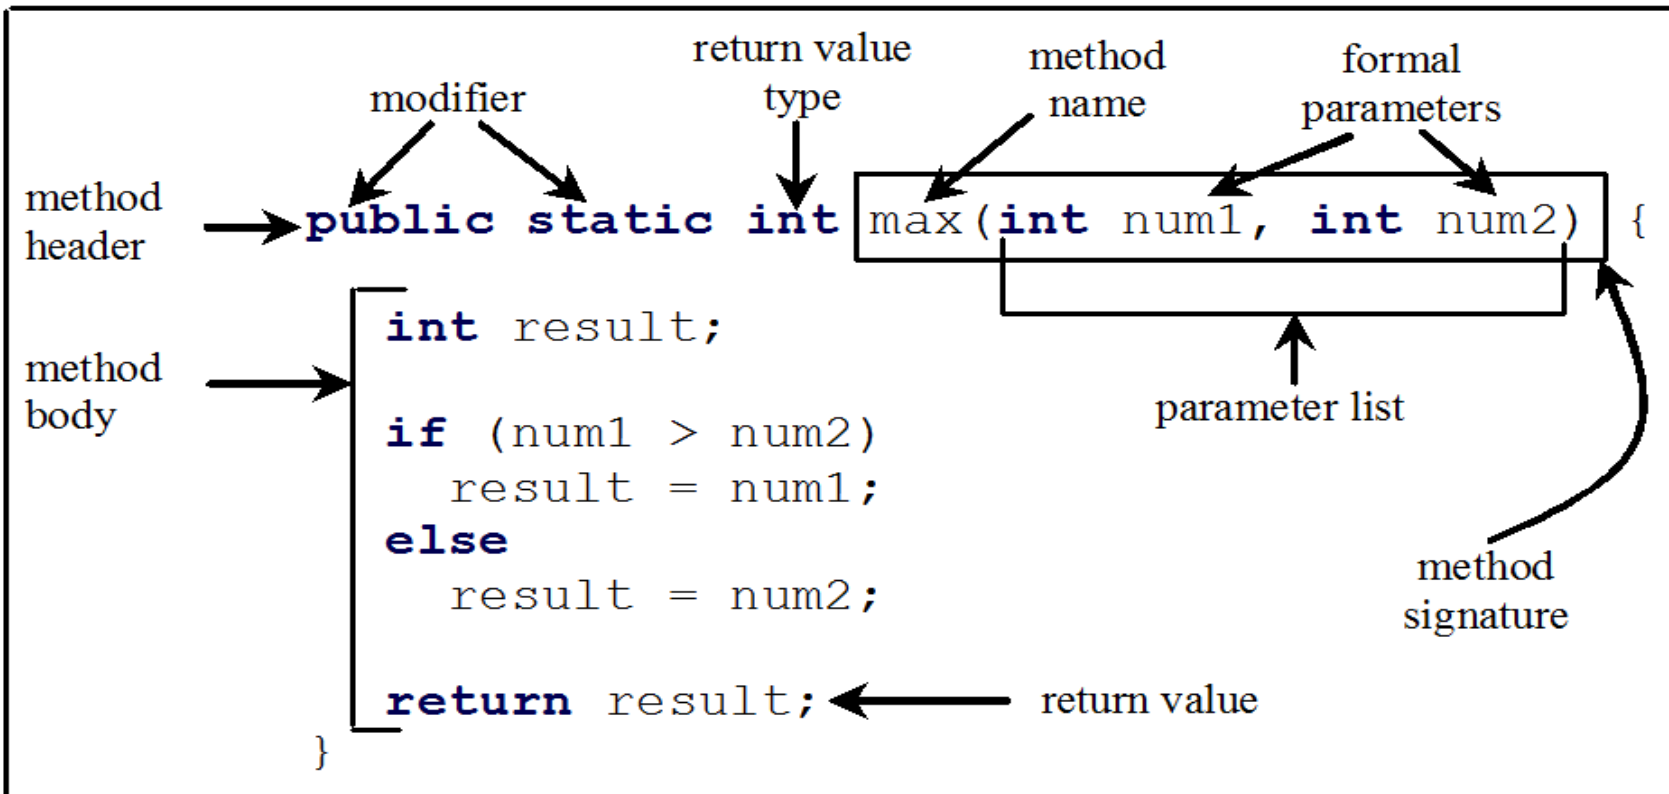 return value
type
method
name
formal
parameters
modifier
method
header
public static int max(int num1, int num2) {
int result;
method
body
parameter list
if (num1 > num2)
result = num1;
else
result = num2;
method
signature
return result;
return value
}